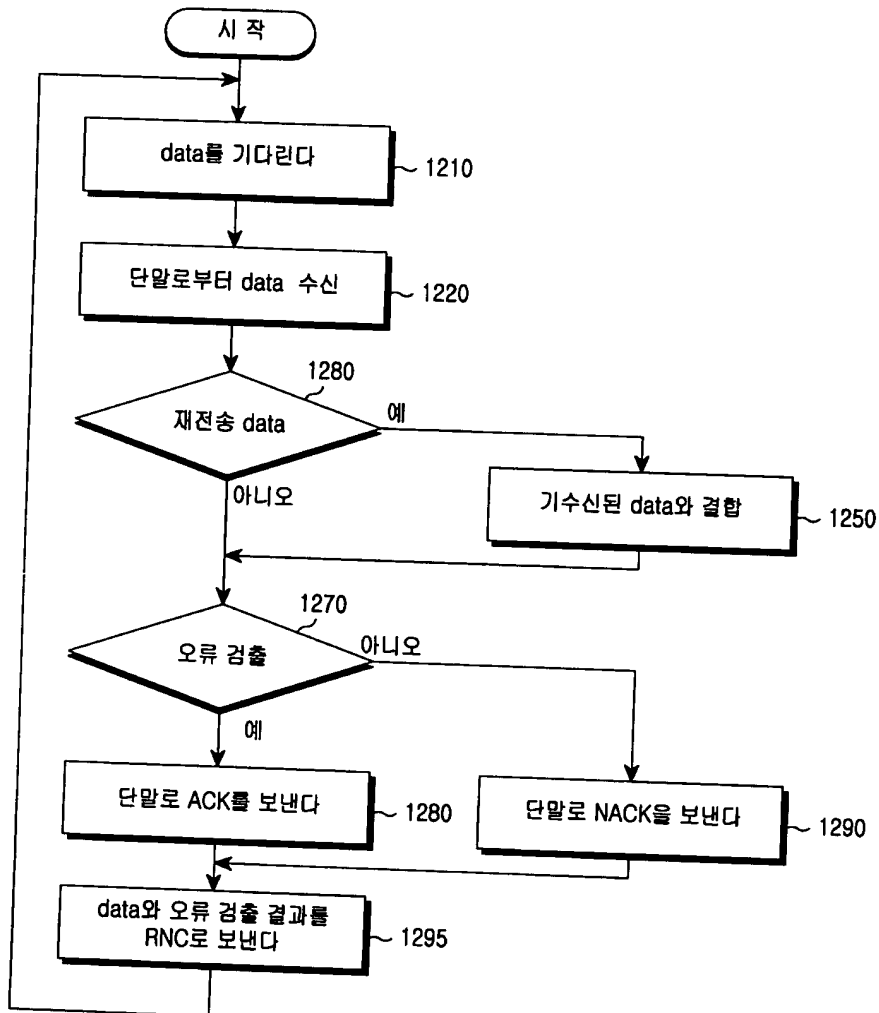 시 작
data를 기다린다
1210
단말로부터 data 수신
1220
1280
재전송 data
예
아니오
기수신된 data와 결합
1250
1270
오류 검출
아니오
예
단말로 ACK를 보낸다
1280
단말로 NACK을 보낸다
1290
data와 오류 검출 결과를
RNC로 보낸다
1295